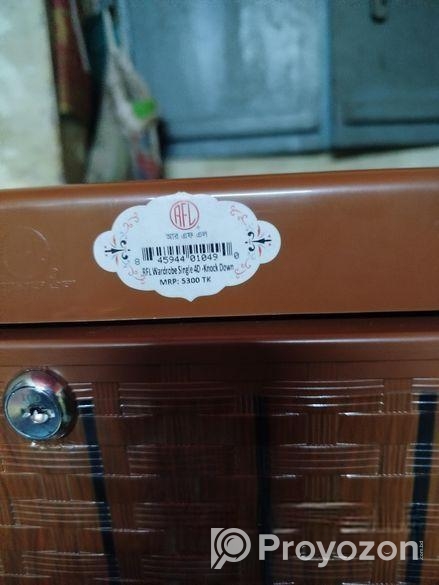 RFL
আর এফ এল
8 45944 01049 0
RFL Wardrobe Single 4D -Knock Down
MRP: 5300 TK
Proyozon